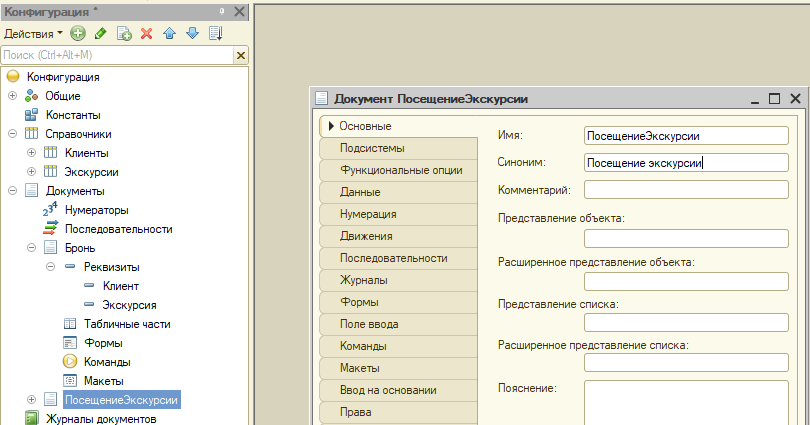 Конфигурация *
Действия
Поиск (Ctrl+Alt+M)
Конфигурация
Общие
Константы
Справочники
Клиенты
Экскурсии
Документы
Нумераторы
Последовательности
Бронь
Реквизиты
Клиент
Экскурсия
Табличные части
Формы
Команды
Макеты
ПосещениеЭкскурсии
Журналы документов
Документ ПосещениеЭкскурсии
Основные
Подсистемы
Функциональные опции
Данные
Нумерация
Движения
Последовательности
Журналы
Формы
Поле ввода
Команды
Макеты
Ввод на основании
Права
Имя: ПосещениеЭкскурсии
Синоним: Посещение экскурсии
Комментарий:
Представление объекта:
Расширенное представление объекта:
Представление списка:
Расширенное представление списка:
Пояснение: